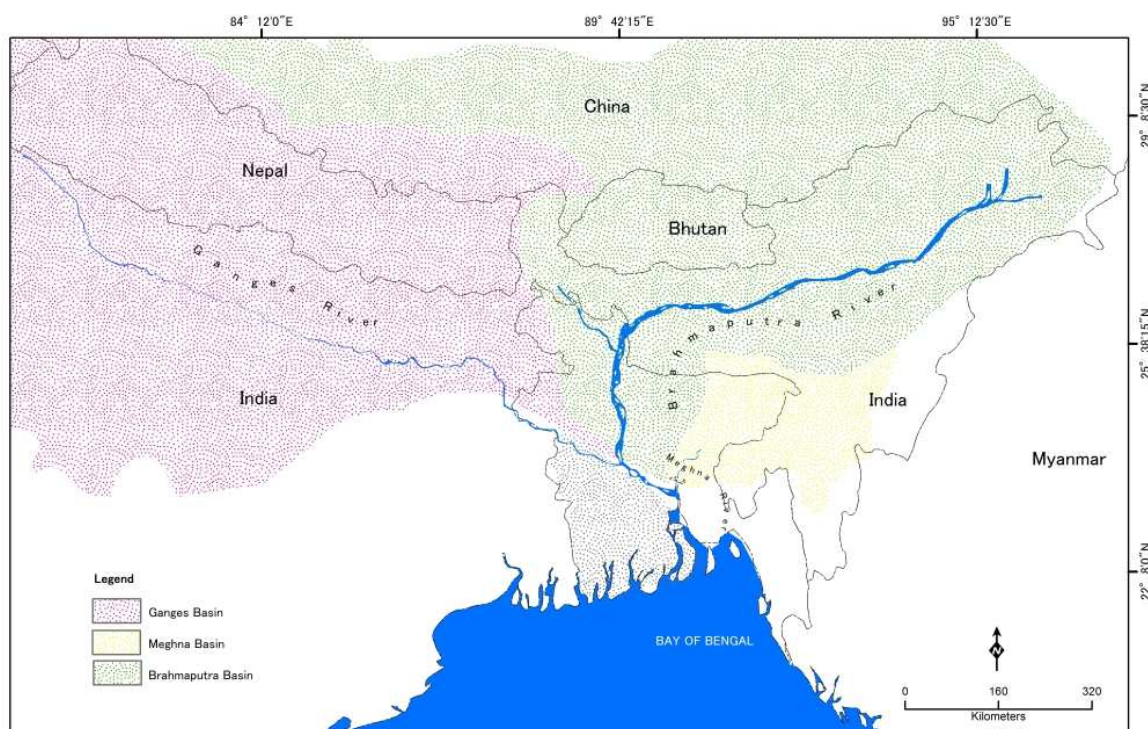 84° 12'0"E
89° 42'15"E
95° 12'30"E
China
29° 8'30"N
Nepal
Bhutan
Ganges River
Brahmaputra River
25° 38'15"N
India
India
Myanmar
Meghna River
22° 8'0"N
Legend
Ganges Basin
Meghna Basin
Brahmaputra Basin
BAY OF BENGAL
N
0 160 320
Kilometers